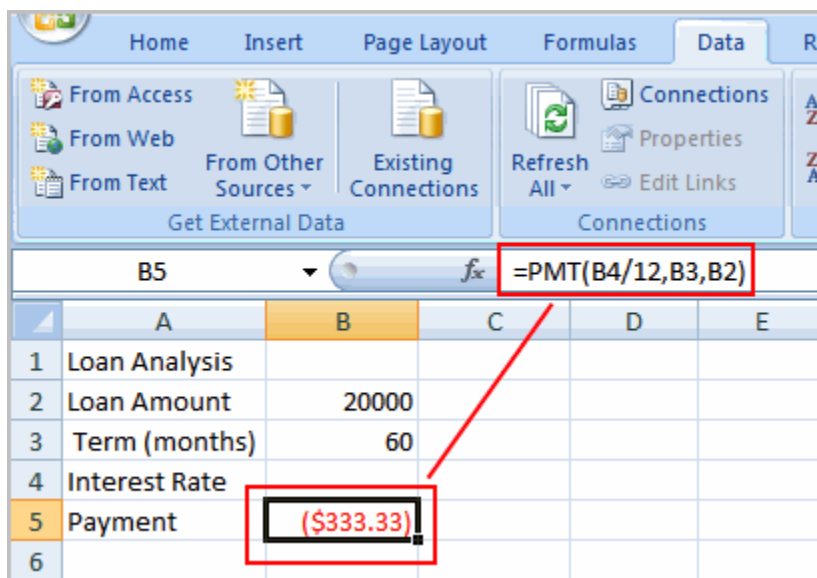 Home Insert Page Layout Formulas Data R
From Access
From Web
From Text
From Other Sources
Existing Connections
Get External Data
Refresh All
Connections
Properties
Edit Links
Connections
A
Z
Z
A
B5 fx =PMT(B4/12,B3,B2)
A B C D E
1 Loan Analysis
2 Loan Amount 20000
3 Term (months) 60
4 Interest Rate
5 Payment ($333.33)
6